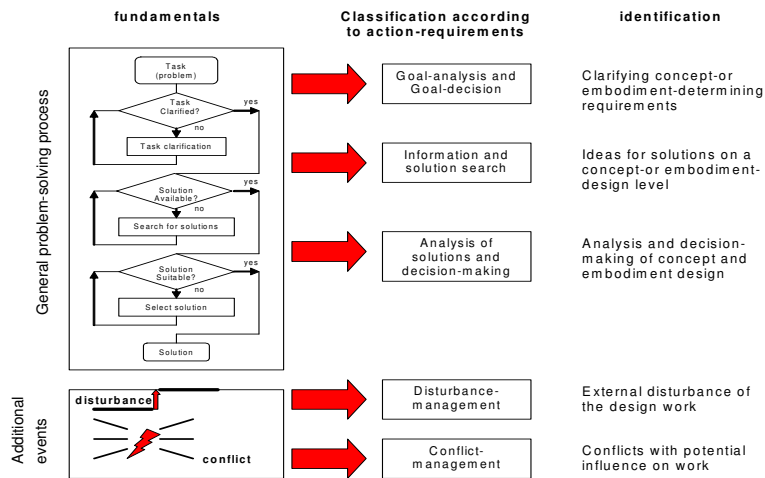 fundamentals
Classification according
to action-requirements
identification
General problem-solving process
Task
(problem)
Task
Clarified?
yes
no
Task clarification
Solution
Available?
yes
no
Search for solutions
Solution
Suitable?
yes
no
Select solution
Solution
Goal-analysis and
Goal-decision
Clarifying concept-or
embodiment-determining
requirements
Information and
solution search
Ideas for solutions on a
concept-or embodiment-
design level
Analysis of
solutions and
decision-making
Analysis and decision-
making of concept and
embodiment design
Additional
events
disturbance
conflict
Disturbance-
management
External disturbance of
the design work
Conflict-
management
Conflicts with potential
influence on work